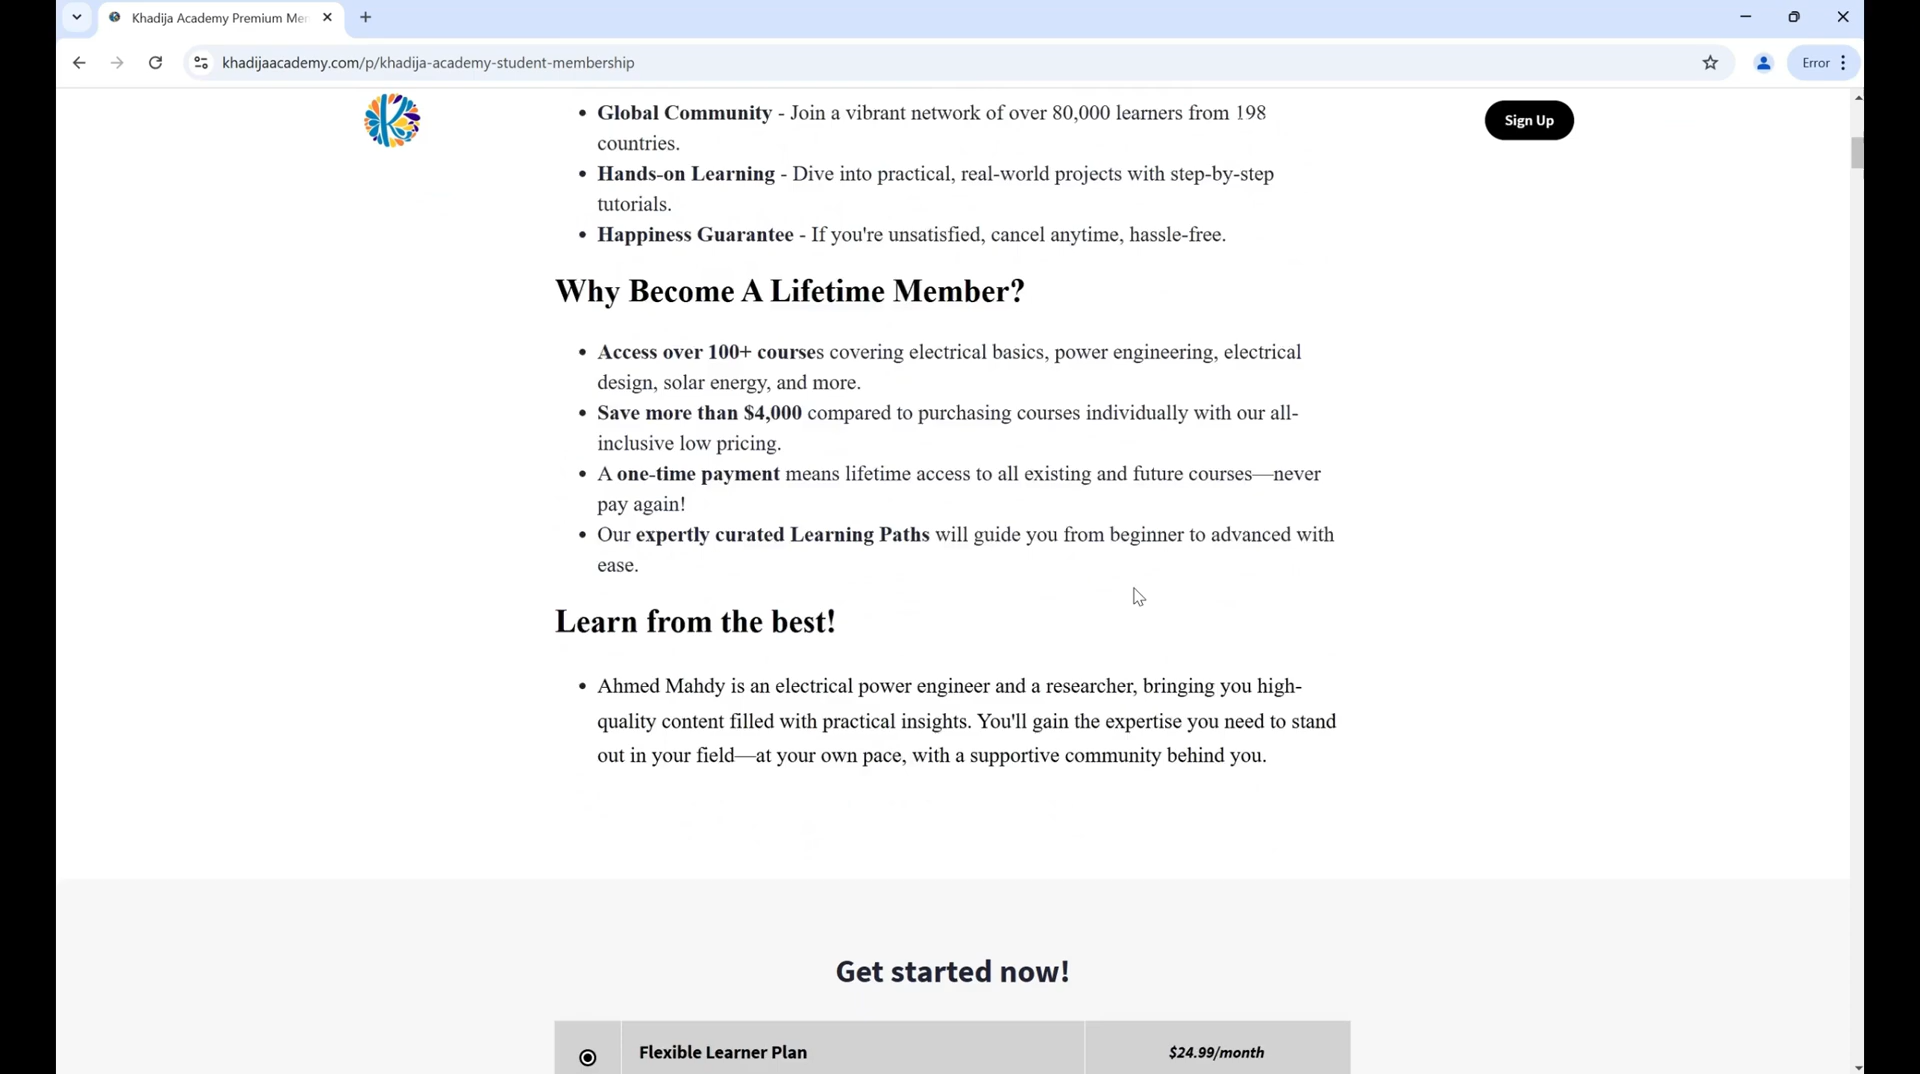 Khadija Academy Premium Mem
khadijaacademy.com/p/khadija-academy-student-membership
Error
Sign Up
• Global Community - Join a vibrant network of over 80,000 learners from 198
countries.
• Hands-on Learning - Dive into practical, real-world projects with step-by-step
tutorials.
• Happiness Guarantee - If you're unsatisfied, cancel anytime, hassle-free.
Why Become A Lifetime Member?
• Access over 100+ courses covering electrical basics, power engineering, electrical
design, solar energy, and more.
• Save more than $4,000 compared to purchasing courses individually with our all-
inclusive low pricing.
• A one-time payment means lifetime access to all existing and future courses—never
pay again!
• Our expertly curated Learning Paths will guide you from beginner to advanced with
ease.
Learn from the best!
• Ahmed Mahdy is an electrical power engineer and a researcher, bringing you high-
quality content filled with practical insights. You'll gain the expertise you need to stand
out in your field—at your own pace, with a supportive community behind you.
Get started now!
Flexible Learner Plan
$24.99/month